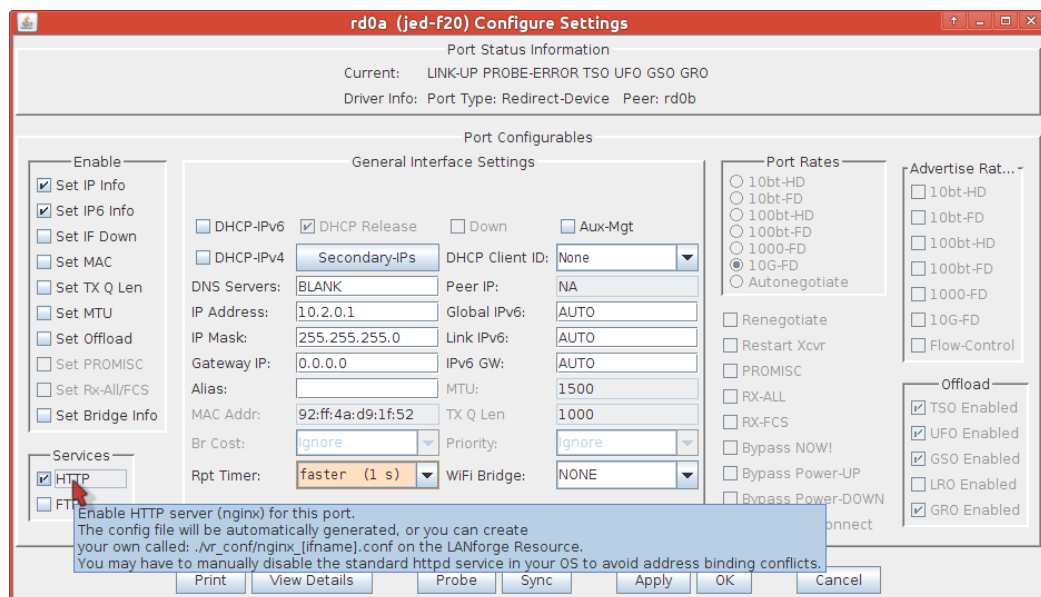 rd0a (jed-f20) Configure Settings
Port Status Information
Current: LINK-UP PROBE-ERROR TSO UFO GSO GRO
Driver Info: Port Type: Redirect-Device Peer: rd0b
Port Configurables
Enable
Set IP Info
Set IP6 Info
Set IF Down
Set MAC
Set TX Q Len
Set MTU
Set Offload
Set PROMISC
Set Rx-All/FCS
Set Bridge Info
Services
HTTP
General Interface Settings
DHCP-IPv6 DHCP Release Down Aux-Mgt
DHCP-IPv4 Secondary-IPs DHCP Client ID: None
DNS Servers: BLANK Peer IP: NA
IP Address: 10.2.0.1 Global IPv6: AUTO
IP Mask: 255.255.255.0 Link IPv6: AUTO
Gateway IP: 0.0.0.0 IPv6 GW: AUTO
Alias: MTU: 1500
MAC Addr: 92:ff:4a:d9:1f:52 TX Q Len 1000
Br Cost: Ignore Priority: Ignore
Rpt Timer: faster (1 s) WiFi Bridge: NONE
Port Rates
10bt-HD
10bt-FD
100bt-HD
100bt-FD
1000-FD
10G-FD
Autonegotiate
Renegotiate
Restart Xcvr
PROMISC
RX-ALL
RX-FCS
Bypass NOW!
Bypass Power-UP
Bypass Power-DOWN
Advertise Rat...
10bt-HD
10bt-FD
100bt-HD
100bt-FD
1000-FD
10G-FD
Flow-Control
Offload
TSO Enabled
UFO Enabled
GSO Enabled
LRO Enabled
GRO Enabled
Enable HTTP server (nginx) for this port.
The config file will be automatically generated, or you can create
your own called: ./vr_conf/nginx_[ifname].conf on the LANforge Resource.
You may have to manually disable the standard httpd service in your OS to avoid address binding conflicts.
Print View Details Probe Sync Apply OK Cancel